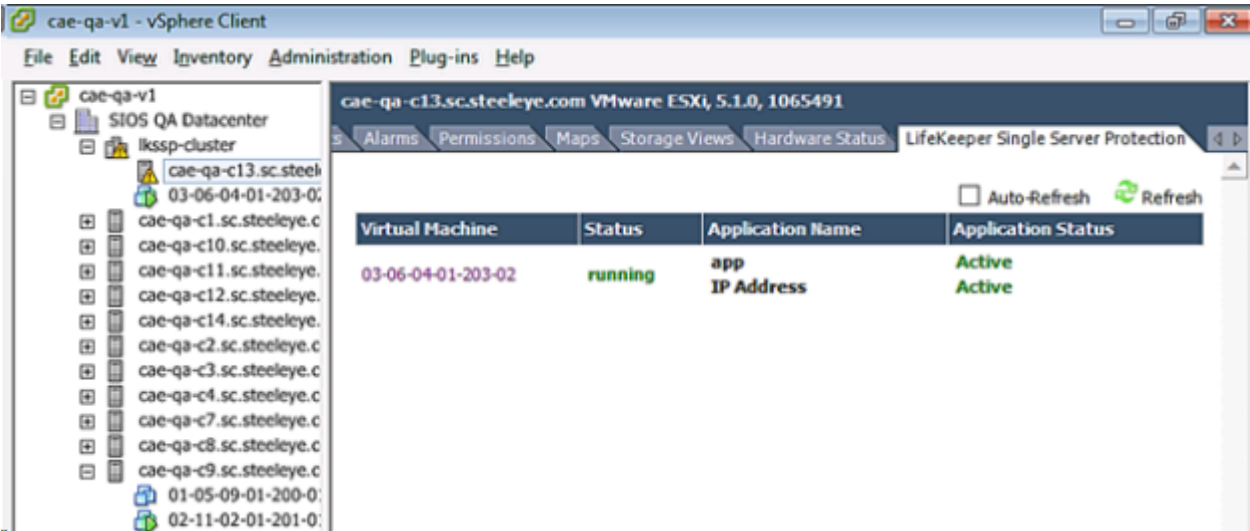 cae-qa-v1 - vSphere Client
File Edit View Inventory Administration Plug-ins Help
cae-qa-v1
SIOS QA Datacenter
lkssp-cluster
cae-qa-c13.sc.steel
03-06-04-01-203-02
cae-qa-c1.sc.steeleye.c
cae-qa-c10.sc.steeleye.
cae-qa-c11.sc.steeleye.
cae-qa-c12.sc.steeleye.
cae-qa-c14.sc.steeleye.
cae-qa-c2.sc.steeleye.c
cae-qa-c3.sc.steeleye.c
cae-qa-c4.sc.steeleye.c
cae-qa-c7.sc.steeleye.c
cae-qa-c8.sc.steeleye.c
cae-qa-c9.sc.steeleye.c
01-05-09-01-200-0
02-11-02-01-201-0
cae-qa-c13.sc.steeleye.com VMware ESXi, 5.1.0, 1065491
s Alarms Permissions Maps Storage Views Hardware Status LifeKeeper Single Server Protection
Auto-Refresh Refresh
Virtual Machine Status Application Name Application Status
03-06-04-01-203-02 running app Active
IP Address Active